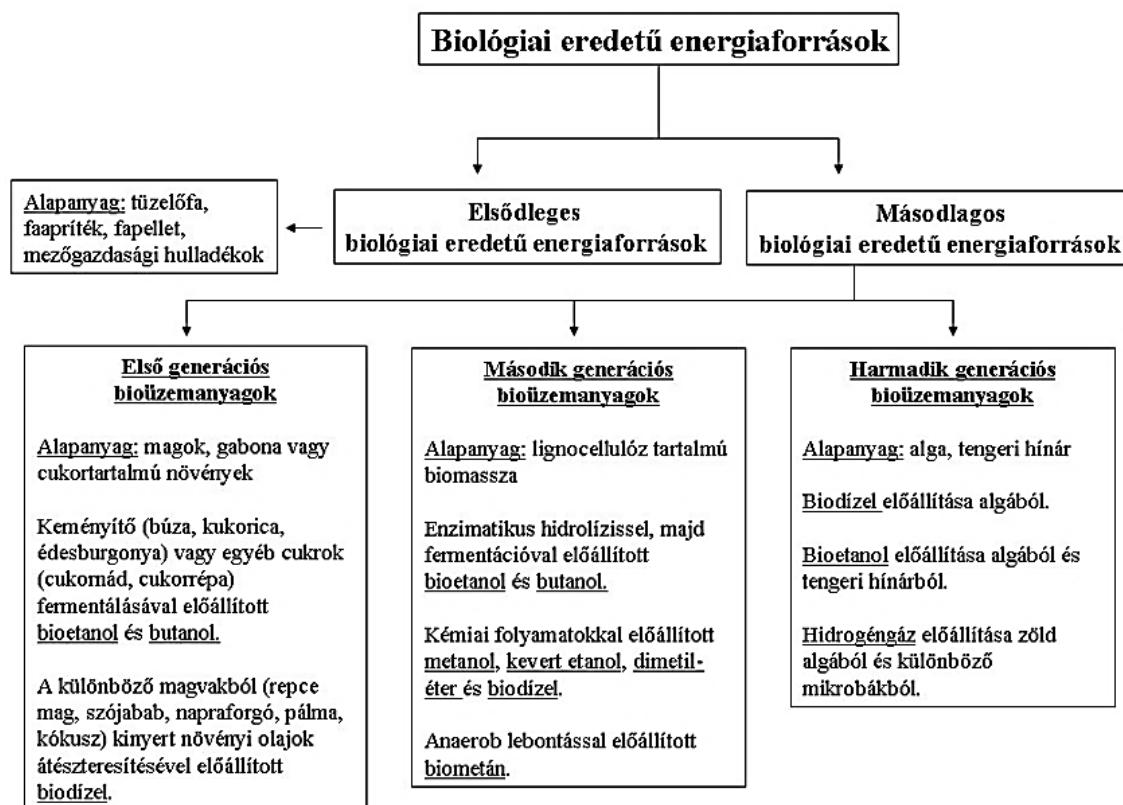 Biológiai eredetű energiaforrások
Alapanyag: tüzelőfa,
faapríték, fapellet,
mezőgazdasági hulladékok
Elsődleges
biológiai eredetű energiaforrások
Másodlagos
biológiai eredetű energiaforrások
Első generációs
bioüzemanyagok
Alapanyag: magok, gabona vagy
cukortartalmú növények
Keményítő (búza, kukorica,
édesburgonya) vagy egyéb cukrok
(cukornád, cukorrépa)
fermentálásával előállított
bioetanol és butanol.
A különböző magvakból (repce
mag, szójabab, napraforgó, pálma,
kókusz) kinyert növényi olajok
átészteresítésével előállított
biodízel.
Második generációs
bioüzemanyagok
Alapanyag: lignocellulóz tartalmú
biomassza
Enzimatikus hidrolízissel, majd
fermentációval előállított
bioetanol és butanol.
Kémiai folyamatokkal előállított
metanol, kevert etanol, dimetil-
éter és biodízel.
Anaerob lebontással előállított
biometán.
Harmadik generációs
bioüzemanyagok
Alapanyag: alga, tengeri hínár
Biodízel előállítása algából.
Bioetanol előállítása algából és
tengeri hínárból.
Hidrogéngáz előállítása zöld
algából és különböző
mikrobákból.